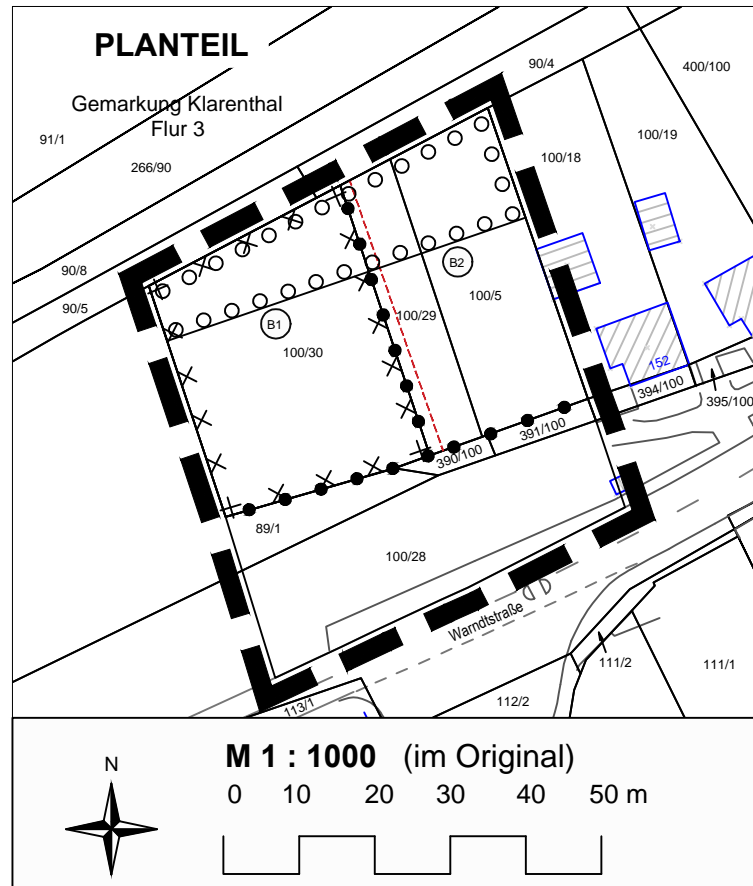 PLANTEIL
90/4
400/100
Gemarkung Klarenthal
Flur 3
91/1
100/19
266/90
100/18
90/8
B2
90/5
100/5
100/29
B1
100/30
152
394/100
395/100
391/100
390/100
89/1
100/28
Warndtstraße
111/2
111/1
113/1
112/2
M 1 : 1000 (im Original)
N
0 10 20 30 40 50 m